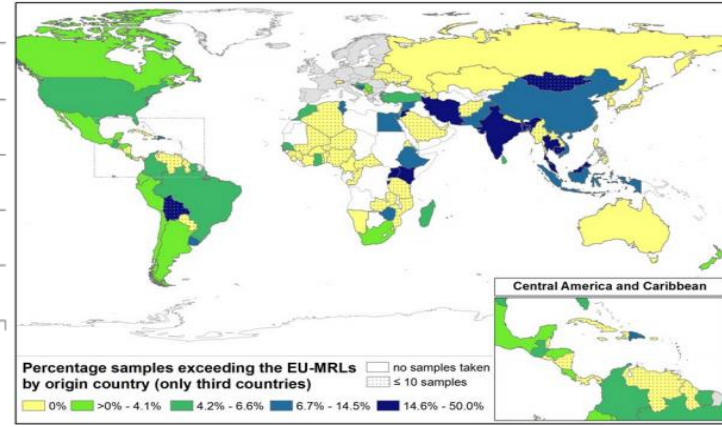 Central America and Caribbean
Percentage samples exceeding the EU-MRLs
by origin country (only third countries)
no samples taken
≤ 10 samples
0%
>0% - 4.1%
4.2% - 6.6%
6.7% - 14.5%
14.6% - 50.0%